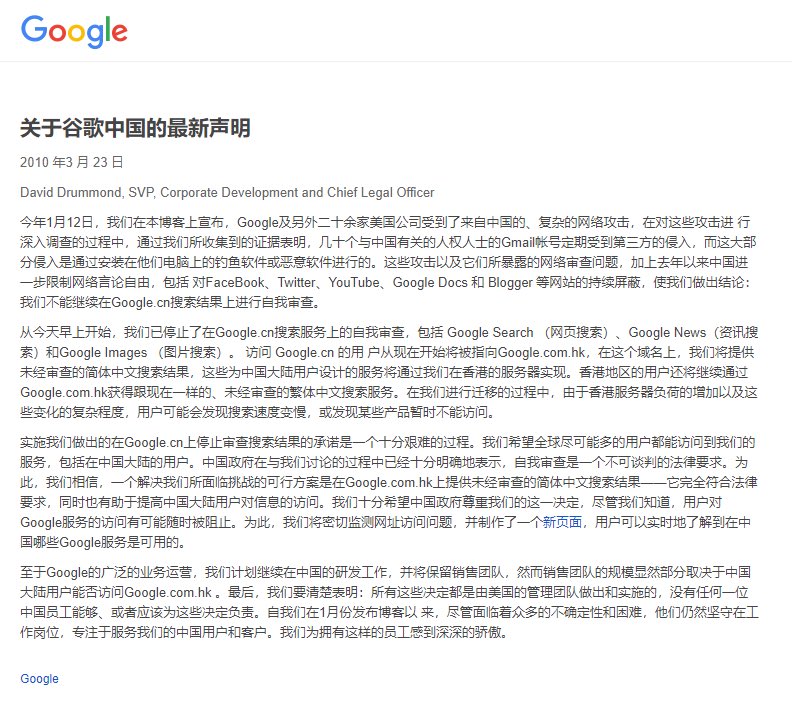 Google
关于谷歌中国的最新声明
2010 年3 月 23 日
David Drummond, SVP, Corporate Development and Chief Legal Officer
今年1月12日，我们在本博客上宣布，Google及另外二十余家美国公司受到了来自中国的、复杂的网络攻击，在对这些攻击进 行
深入调查的过程中，通过我们所收集到的证据表明，几十个与中国有关的人权人士的Gmail帐号定期受到第三方的侵入，而这大部
分侵入是通过安装在他们电脑上的钓鱼软件或恶意软件进行的。这些攻击以及它们所暴露的网络审查问题，加上去年以来中国进
一步限制网络言论自由，包括 对FaceBook、Twitter、YouTube、Google Docs 和 Blogger 等网站的持续屏蔽，使我们做出结论：
我们不能继续在Google.cn搜索结果上进行自我审查。
从今天早上开始，我们已停止了在Google.cn搜索服务上的自我审查，包括 Google Search （网页搜索）、Google News（资讯搜
索）和Google Images （图片搜索）。 访问 Google.cn 的用 户从现在开始将被指向Google.com.hk，在这个域名上，我们将提供
未经审查的简体中文搜索结果，这些为中国大陆用户设计的服务将通过我们在香港的服务器实现。香港地区的用户还将继续通过
Google.com.hk获得跟现在一样的、未经审查的繁体中文搜索服务。在我们进行迁移的过程中，由于香港服务器负荷的增加以及这
些变化的复杂程度，用户可能会发现搜索速度变慢，或发现某些产品暂时不能访问。
实施我们做出的在Google.cn上停止审查搜索结果的承诺是一个十分艰难的过程。我们希望全球尽可能多的用户都能访问到我们的
服务，包括在中国大陆的用户。中国政府在与我们讨论的过程中已经十分明确地表示，自我审查是一个不可谈判的法律要求。为
此，我们相信，一个解决我们所面临挑战的可行方案是在Google.com.hk上提供未经审查的简体中文搜索结果——它完全符合法律
要求，同时也有助于提高中国大陆用户对信息的访问。我们十分希望中国政府尊重我们的这一决定，尽管我们知道，用户对
Google服务的访问有可能随时被阻止。为此，我们将密切监测网址访问问题，并制作了一个新页面，用户可以实时地了解到在中
国哪些Google服务是可用的。
至于Google的广泛的业务运营，我们计划继续在中国的研发工作，并将保留销售团队，然而销售团队的规模显然部分取决于中国
大陆用户能否访问Google.com.hk 。最后，我们要清楚表明：所有这些决定都是由美国的管理团队做出和实施的，没有任何一位
中国员工能够、或者应该为这些决定负责。自我们在1月份发布博客以 来，尽管面临着众多的不确定性和困难，他们仍然坚守在工
作岗位，专注于服务我们的中国用户和客户。我们为拥有这样的员工感到深深的骄傲。
Google